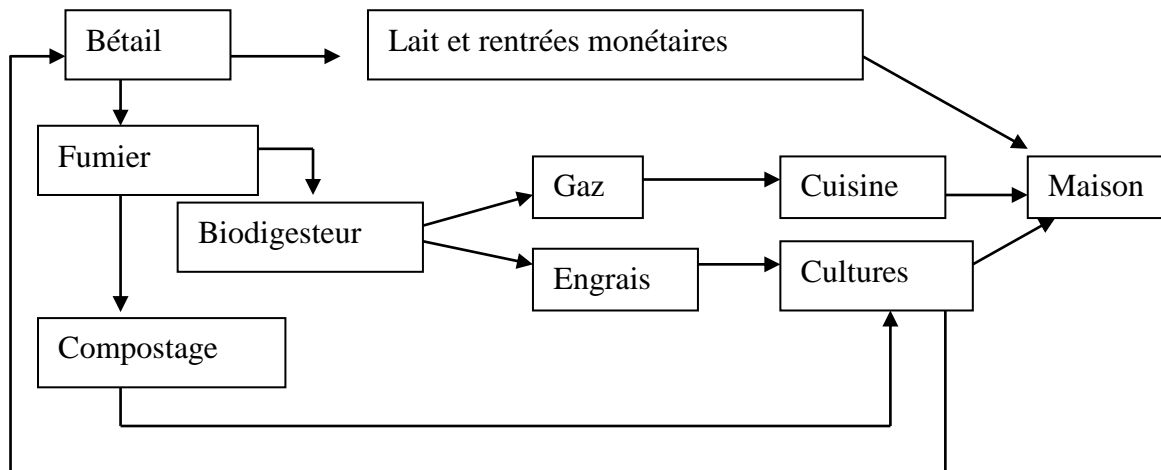 Bétail
Lait et rentrées monétaires
Fumier
Gaz
Cuisine
Maison
Biodigesteur
Engrais
Cultures
Compostage